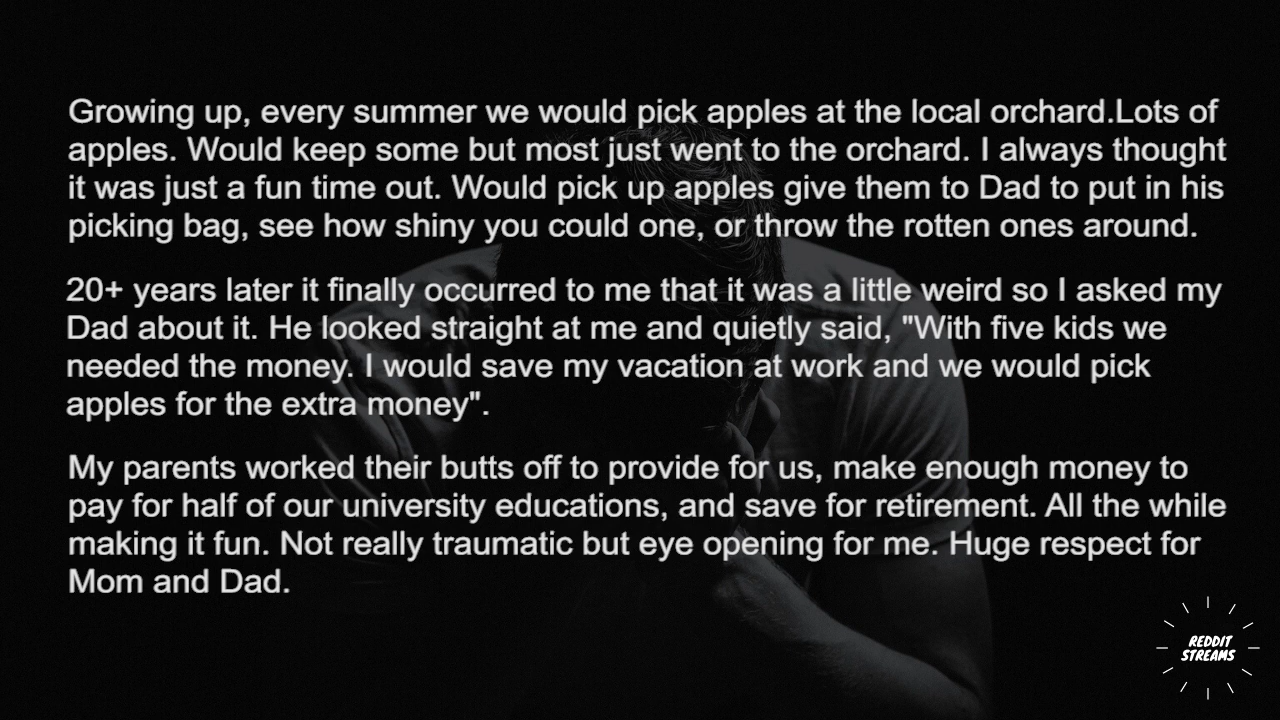 Growing up, every summer we would pick apples at the local orchard.Lots of
apples. Would keep some but most just went to the orchard. I always thought
it was just a fun time out. Would pick up apples give them to Dad to put in his
picking bag, see how shiny you could one, or throw the rotten ones around.
20+ years later it finally occurred to me that it was a little weird so I asked my
Dad about it. He looked straight at me and quietly said, "With five kids we
needed the money. I would save my vacation at work and we would pick
apples for the extra money".
My parents worked their butts off to provide for us, make enough money to
pay for half of our university educations, and save for retirement. All the while
making it fun. Not really traumatic but eye opening for me. Huge respect for
Mom and Dad.
REDDIT
STREAMS